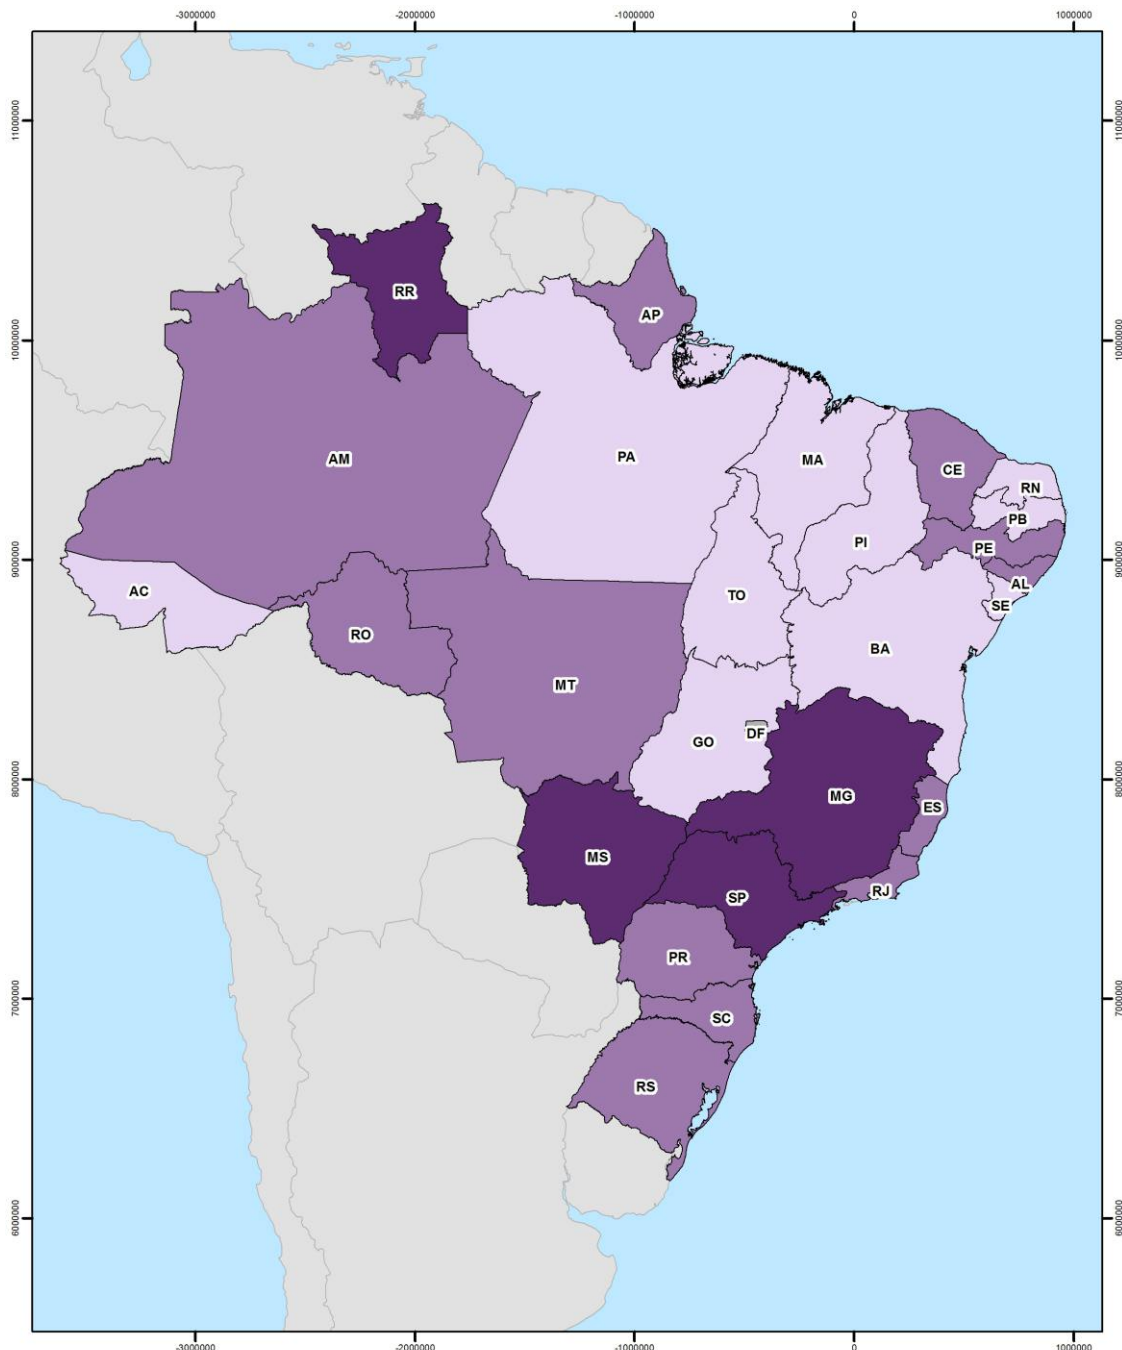 -3000000 -2000000 -1000000 0 1000000
11000000 11000000
RR
AP
10000000 10000000
AM PA MA CE
RN
PB
PI PE
9000000 9000000
AC TO AL
SE
RO BA
MT
GO DF
8000000 8000000
MG ES
MS
SP RJ
PR
7000000 7000000
SC
RS
6000000 6000000
-3000000 -2000000 -1000000 0 1000000